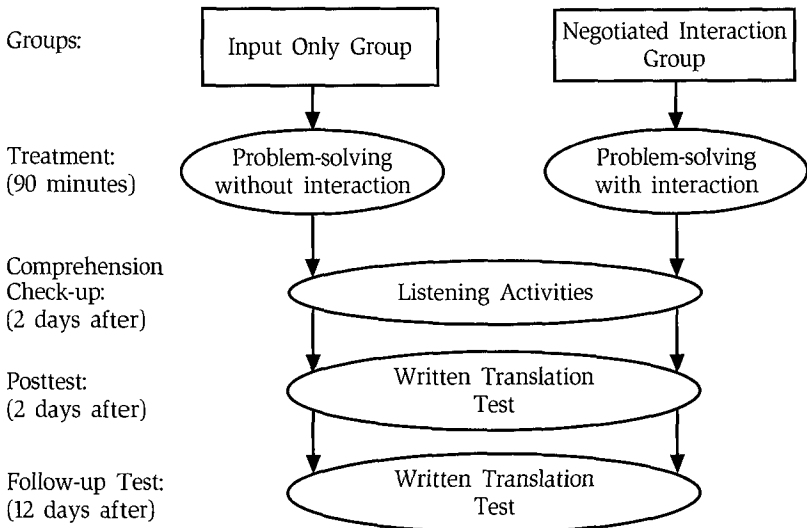 Groups:
Input Only Group
Negotiated Interaction
Group
Treatment:
(90 minutes)
Problem-solving
without interaction
Problem-solving
with interaction
Comprehension
Check-up:
(2 days after)
Listening Activities
Posttest:
(2 days after)
Written Translation
Test
Follow-up Test:
(12 days after)
Written Translation
Test